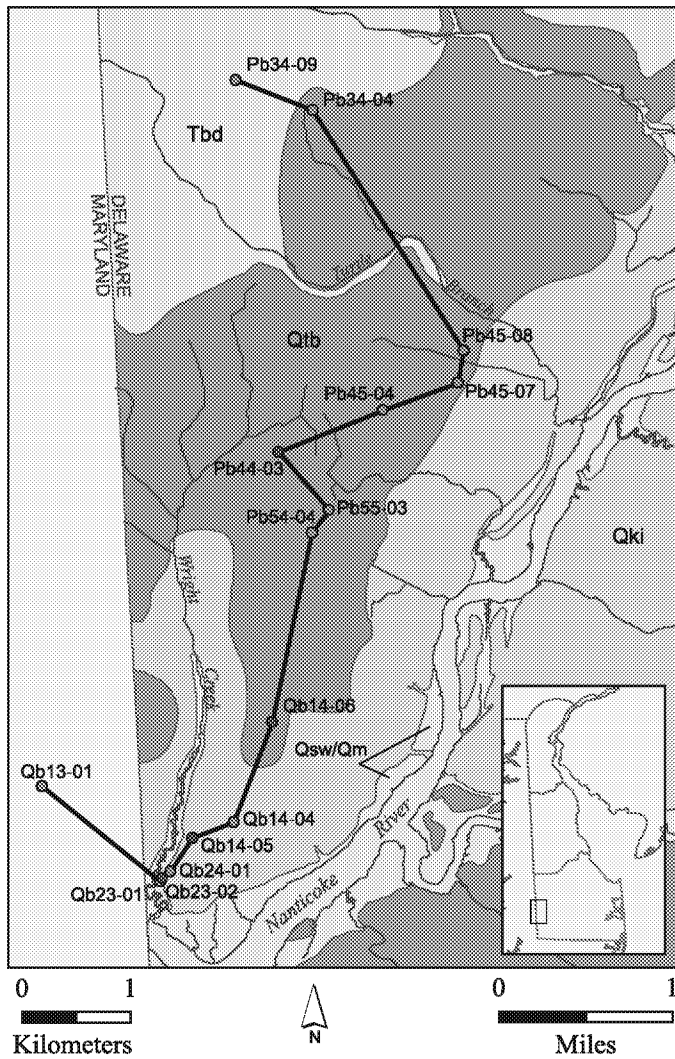 Pb34-09
Pb34-04
Tbd
DELAWARE
MARYLAND
Turtle
Branch
Qtb
Pb45-08
Pb45-04
Pb45-07
Pb44-03
Pb55-03
Pb54-04
Qki
Wright
Creek
Qb14-06
Qsw/Qm
Qb13-01
Qb14-04
River
Qb14-05
Qb24-01
Qb23-01
Qb23-02
Nanticoke
0 1
Kilometers
N
0 1
Miles